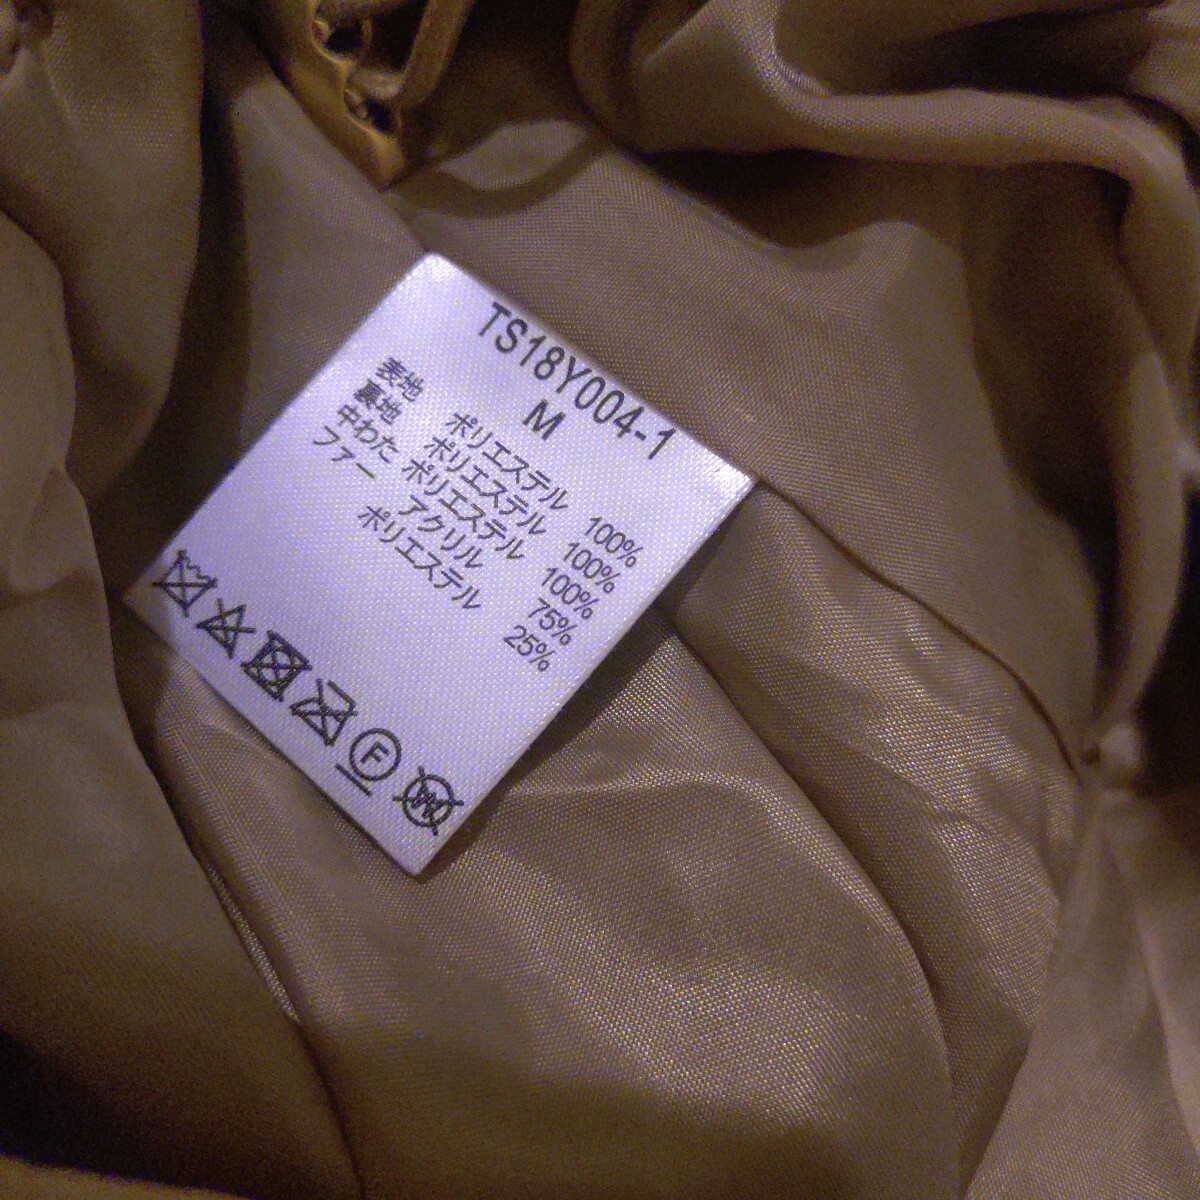 TS18Y004-1
M
表地 ポリエステル 100%
裏地 ポリエステル 100%
中わた ポリエステル 100%
ファー アクリル 75%
ポリエステル 25%
F
W